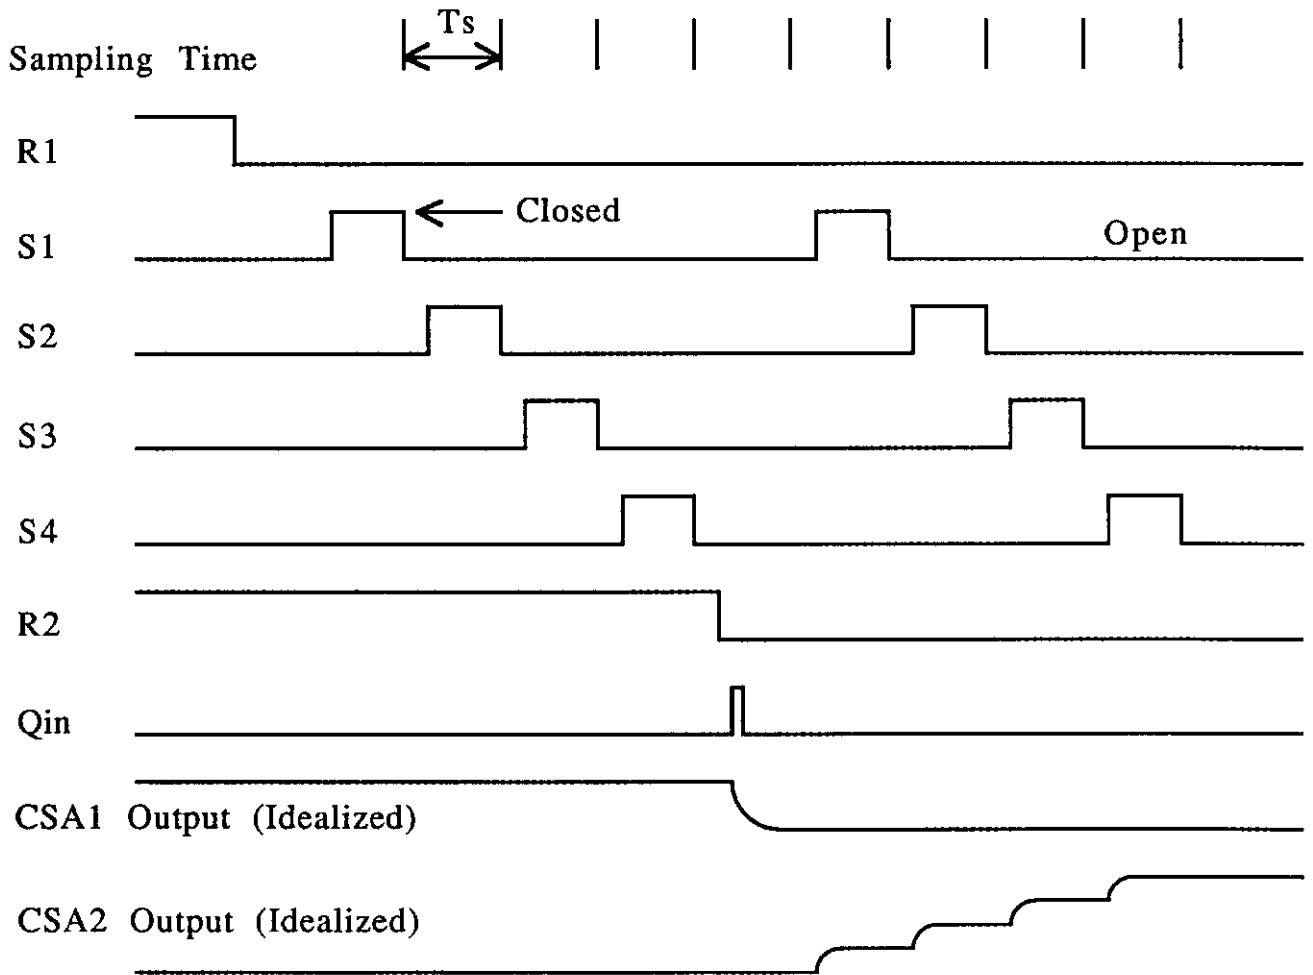 Ts
Sampling Time
R1
Closed
S1
Open
S2
S3
S4
R2
Qin
CSA1 Output (Idealized)
CSA2 Output (Idealized)